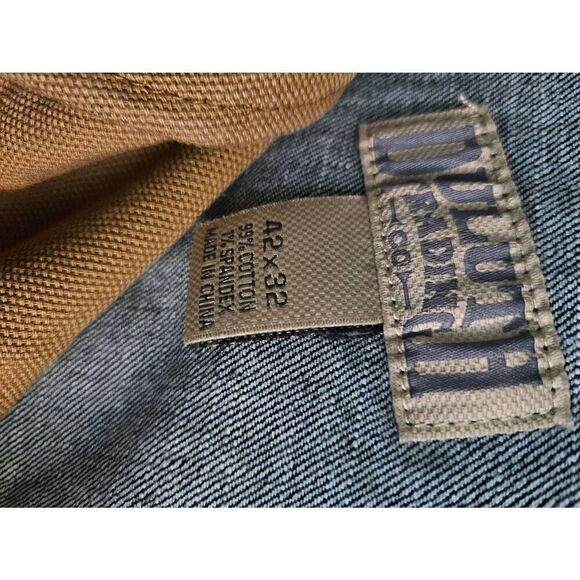 DULUTH
TRADING
CO
42 x 32
99% COTTON
1% SPANDEX
MADE IN CHINA